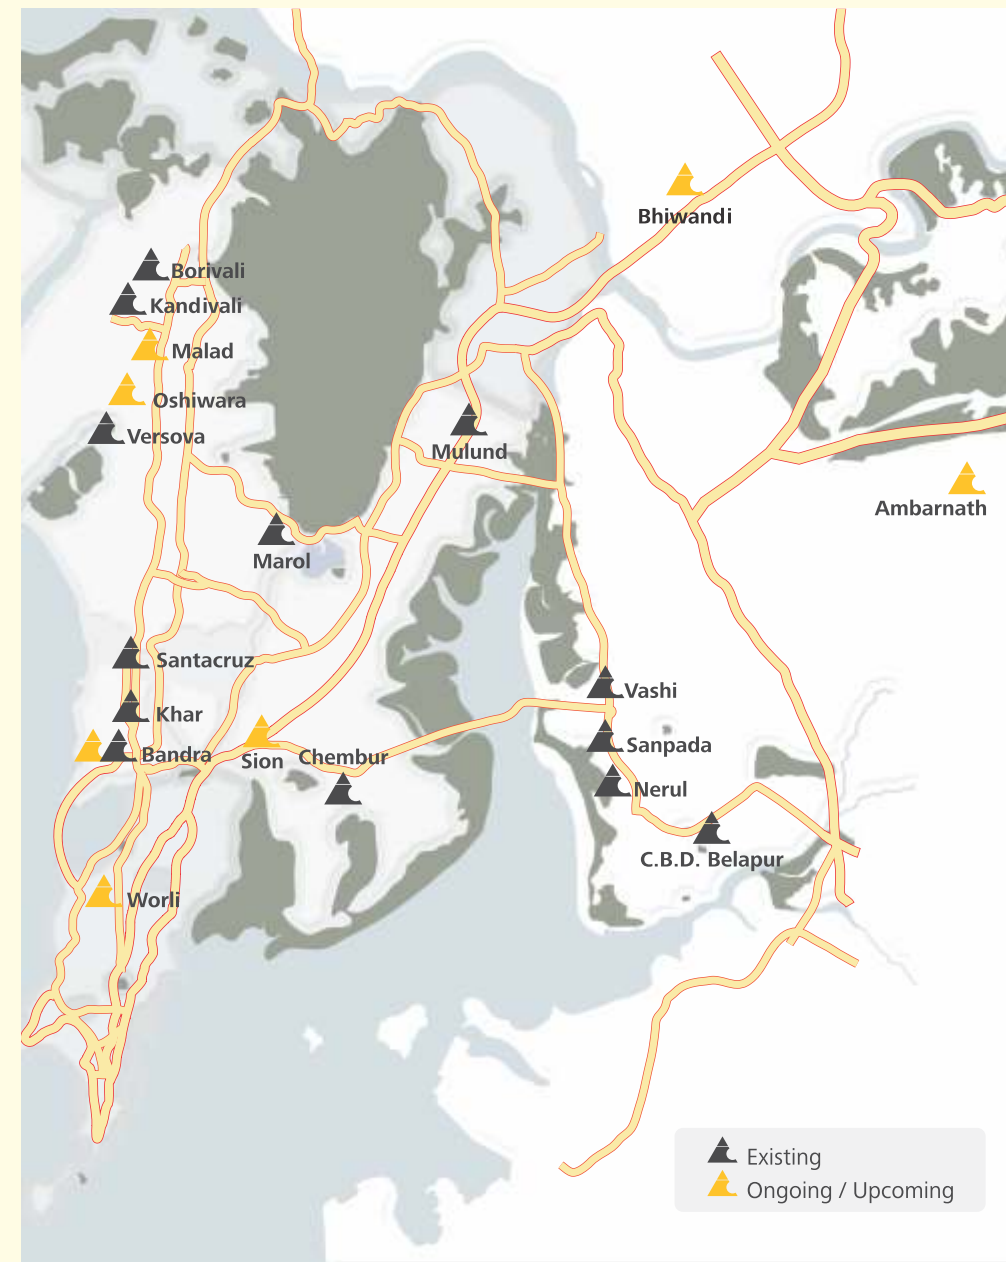 Bhiwandi
Borivali
Kandivali
Malad
Oshiwara
Versova
Mulund
Ambarnath
Marol
Santacruz
Vashi
Khar
Sanpada
Bandra
Sion
Chembur
Nerul
C.B.D. Belapur
Worli
Existing
Ongoing / Upcoming